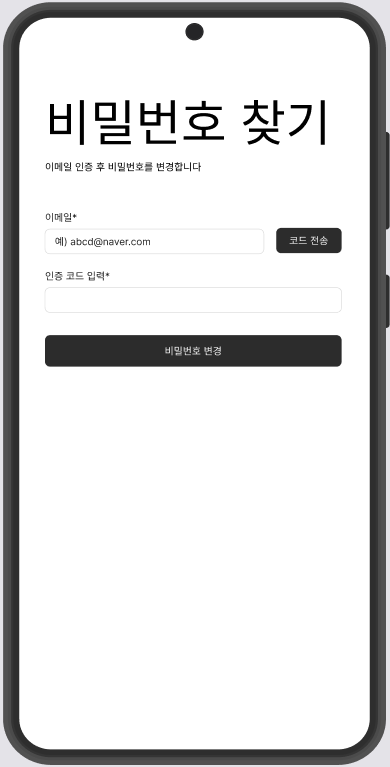 비밀번호 찾기
이메일 인증 후 비밀번호를 변경합니다
이메일*
예) abcd@naver.com
코드 전송
인증 코드 입력*
비밀번호 변경